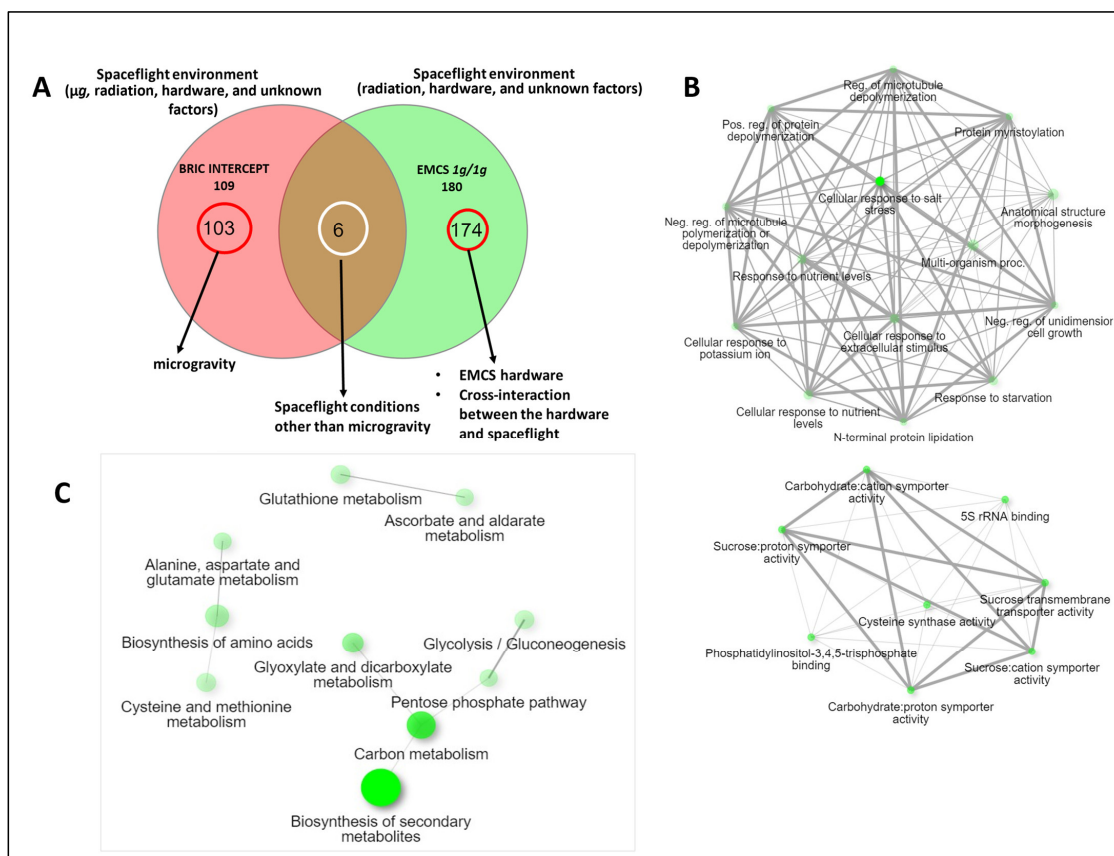 A
Spaceflight environment
(µg, radiation, hardware, and unknown
factors)
Spaceflight environment
(radiation, hardware, and unknown factors)
BRIC INTERCEPT
109
EMCS 1g/1g
180
103
6
174
microgravity
Spaceflight conditions
other than microgravity
• EMCS hardware
• Cross-interaction
between the hardware
and spaceflight
B
Reg. of microtubule
depolymerization
Pos. reg. of protein
depolymerization
Protein myristoylation
Cellular response to salt
stress
Anatomical structure
morphogenesis
Neg. reg. of microtubule
polymerization or
depolymerization
Multi-organism proc.
Response to nutrient levels
Neg. reg. of unidimension
cell growth
Cellular response to
potassium ion
Cellular response to
extracellular stimulus
Response to starvation
Cellular response to nutrient
levels
N-terminal protein lipidation
Carbohydrate:cation symporter
activity
5S rRNA binding
Sucrose:proton symporter
activity
Sucrose transmembrane
transporter activity
Cysteine synthase activity
Phosphatidylinositol-3,4,5-trisphosphate
binding
Sucrose:cation symporter
activity
Carbohydrate:proton symporter
activity
C
Glutathione metabolism
Ascorbate and aldarate
metabolism
Alanine, aspartate and
glutamate metabolism
Biosynthesis of amino acids
Glycolysis / Gluconeogenesis
Glyoxylate and dicarboxylate
metabolism
Cysteine and methionine
metabolism
Pentose phosphate pathway
Carbon metabolism
Biosynthesis of secondary
metabolites